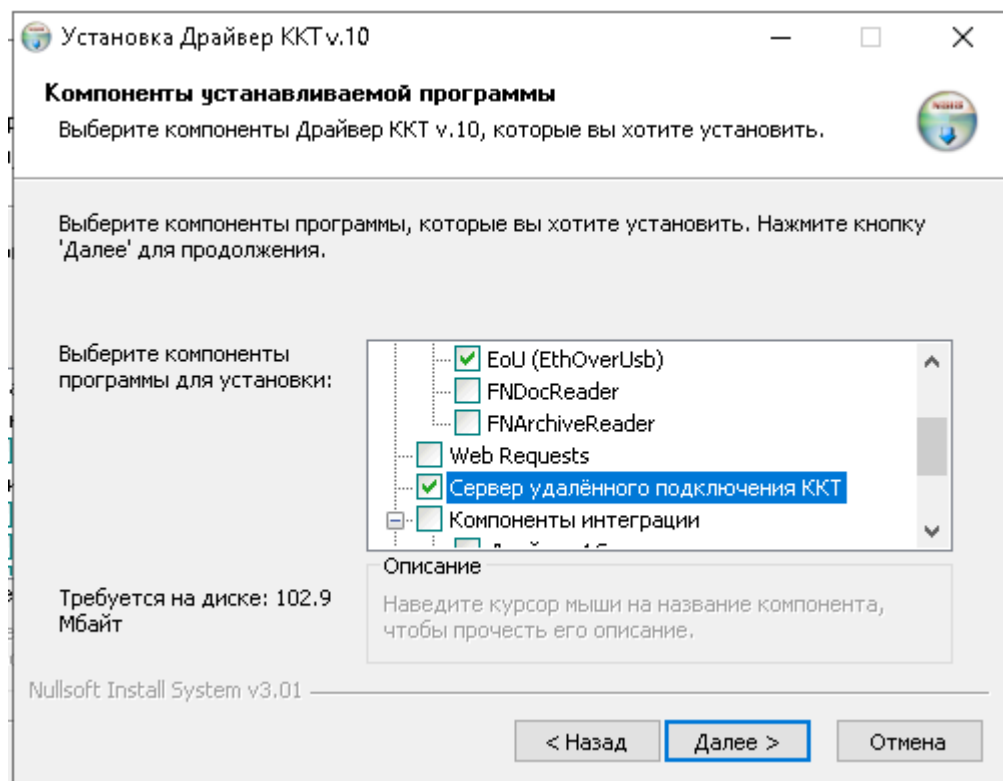 Установка Драйвер ККТ v.10
Компоненты устанавливаемой программы
Выберите компоненты Драйвер ККТ v.10, которые вы хотите установить.
Выберите компоненты программы, которые вы хотите установить. Нажмите кнопку
'Далее' для продолжения.
Выберите компоненты
программы для установки:
EoU (EthOverUsb)
FNDocReader
FNArchiveReader
Web Requests
Сервер удалённого подключения ККТ
Компоненты интеграции
Описание
Требуется на диске: 102.9
Мбайт
Наведите курсор мыши на название компонента,
чтобы прочесть его описание.
Nullsoft Install System v3.01
< Назад
Далее >
Отмена